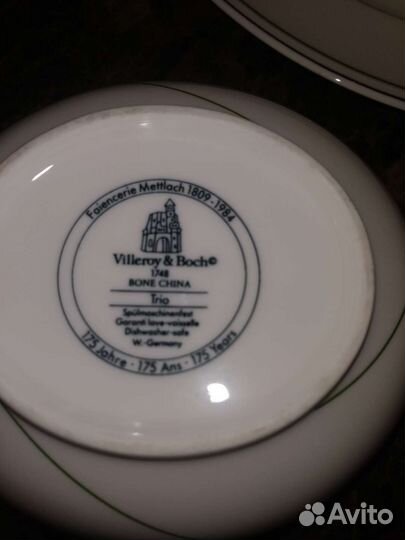 Faïencerie Mettlach 1809-1984
Villeroy & Boch©
1748
BONE CHINA
Trio
Spülmaschinenfest
Garanti lave-vaisselle
Dishwasher-safe
W.-Germany
175 Jahre · 175 Ans · 175 Years
Avito